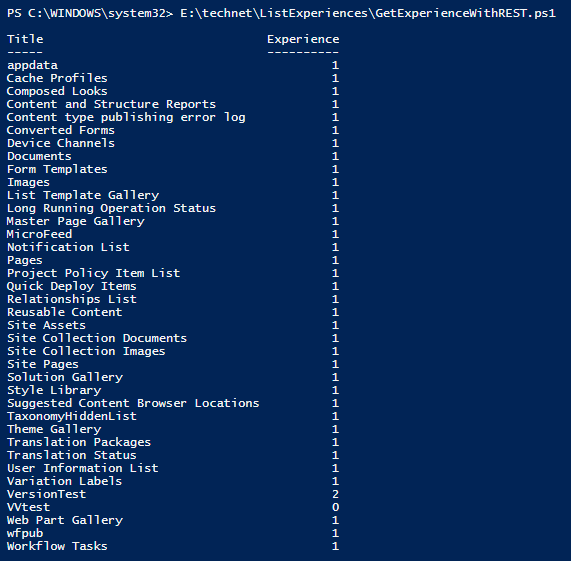 PS C:\WINDOWS\system32> E:\technet\ListExperiences\GetExperienceWithREST.ps1
Title Experience
----- ----------
appdata 1
Cache Profiles 1
Composed Looks 1
Content and Structure Reports 1
Content type publishing error log 1
Converted Forms 1
Device Channels 1
Documents 1
Form Templates 1
Images 1
List Template Gallery 1
Long Running Operation Status 1
Master Page Gallery 1
MicroFeed 1
Notification List 1
Pages 1
Project Policy Item List 1
Quick Deploy Items 1
Relationships List 1
Reusable Content 1
Site Assets 1
Site Collection Documents 1
Site Collection Images 1
Site Pages 1
Solution Gallery 1
Style Library 1
Suggested Content Browser Locations 1
TaxonomyHiddenList 1
Theme Gallery 1
Translation Packages 1
Translation Status 1
User Information List 1
Variation Labels 1
VersionTest 2
VVtest 0
Web Part Gallery 1
wfpub 1
Workflow Tasks 1